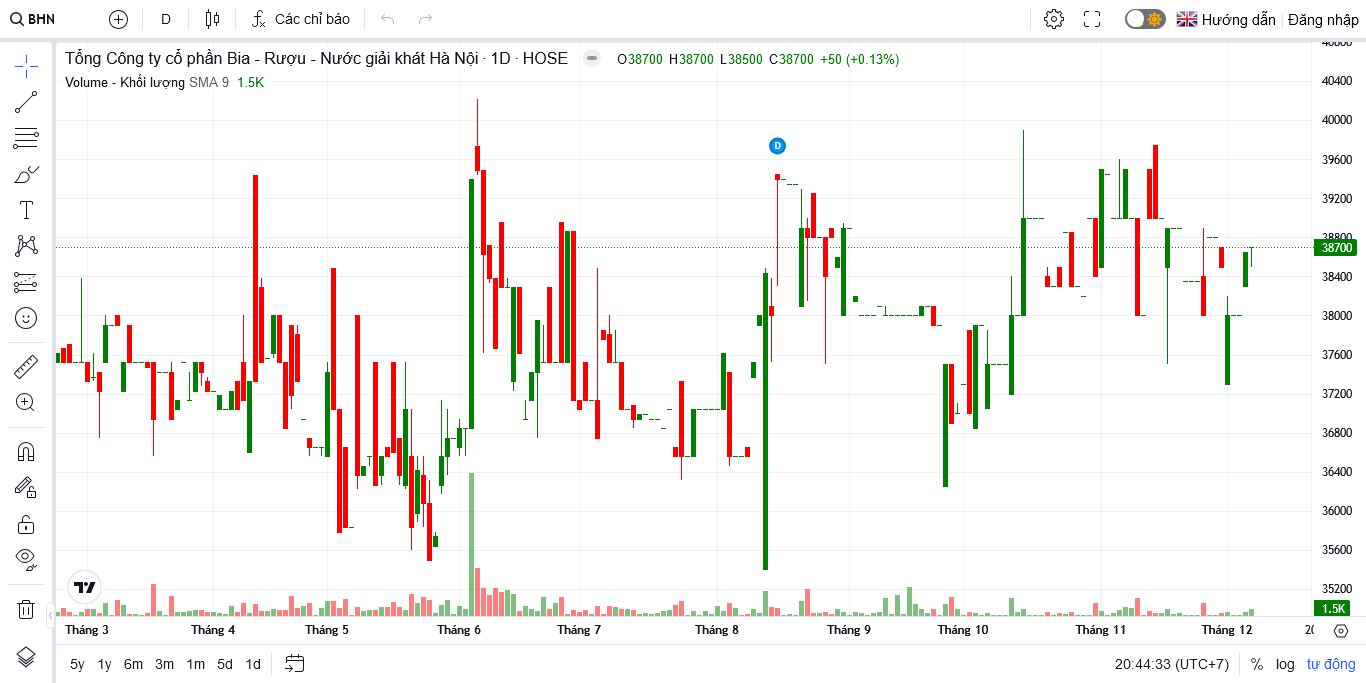 BHN D Các chỉ báo Hướng dẫn Đăng nhập
Tổng Công ty cổ phần Bia - Rượu - Nước giải khát Hà Nội · 1D · HOSE O38700 H38700 L38500 C38700 +50 (+0.13%)
Volume - Khối lượng SMA 9 1.5K
40800
40400
40000
D
39600
39200
38800
38700
38400
38000
37600
37200
36800
36400
36000
35600
35200
1.5K
Tháng 3 Tháng 4 Tháng 5 Tháng 6 Tháng 7 Tháng 8 Tháng 9 Tháng 10 Tháng 11 Tháng 12
5y 1y 6m 3m 1m 5d 1d 20:44:33 (UTC+7) % log tự động